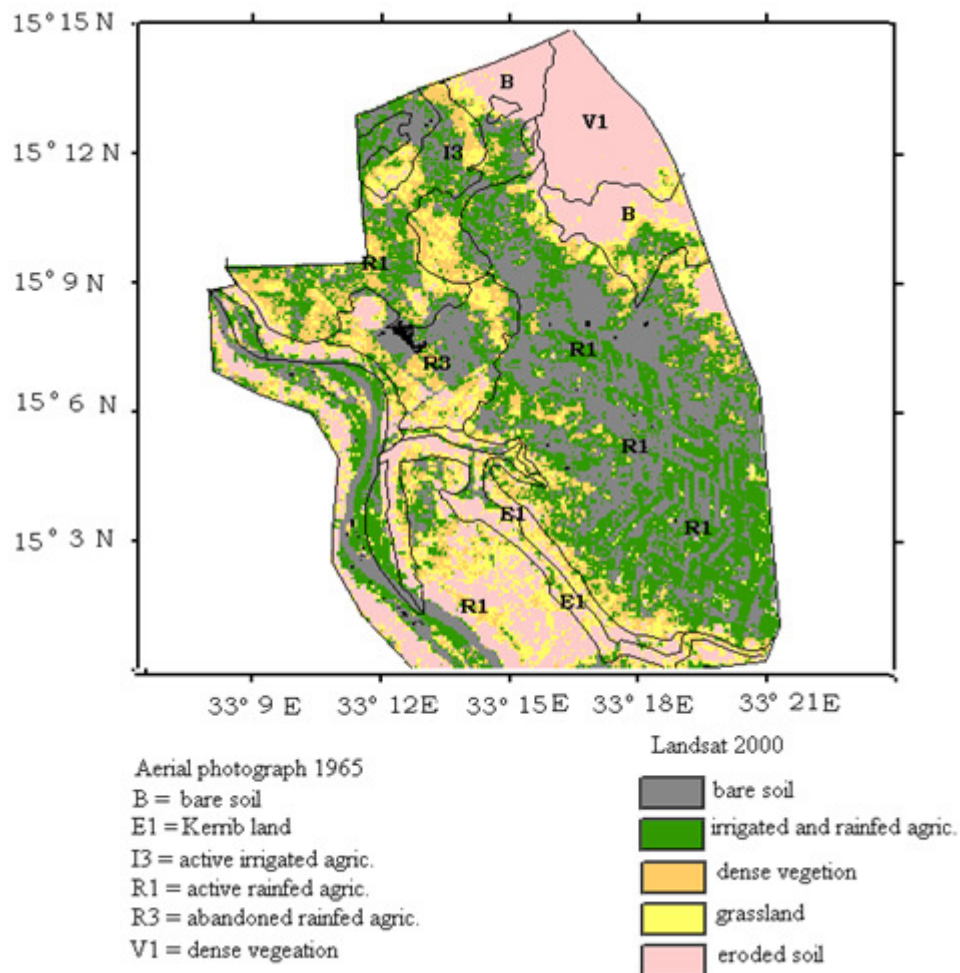 15° 15 N
B
V1
15° 12 N
I3
B
R1
15° 9 N
R1
R3
15° 6 N
R1
E1
R1
15° 3 N
R1
E1
33° 9 E
33° 12E
33° 15E
33° 18E
33° 21E
Aerial photograph 1965
B = bare soil
E1 = Kerrib land
I3 = active irrigated agric.
R1 = active rainfed agric.
R3 = abandoned rainfed agric.
V1 = dense vegeation
Landsat 2000
bare soil
irrigated and rainfed agric.
dense vegetion
grassland
eroded soil